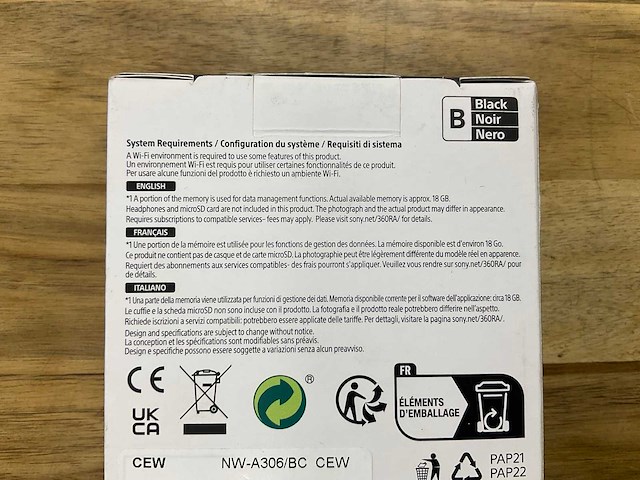 B
Black
Noir
Nero
System Requirements / Configuration du système / Requisiti di sistema
A Wi-Fi environment is required to use some features of this product.
Un environnement Wi-Fi est requis pour utiliser certaines fonctionnalités de ce produit.
Per usare alcune funzioni del prodotto è richiesto un ambiente Wi-Fi.
ENGLISH
*1 A portion of the memory is used for data management functions. Actual available memory is approx. 18 GB.
Headphones and microSD card are not included in this product. The photograph and the actual product may differ in appearance.
Requires subscriptions to compatible services- fees may apply. Please visit sony.net/360RA/ for details.
FRANÇAIS
*1 Une portion de la mémoire est utilisée pour les fonctions de gestion des données. La mémoire disponible est d'environ 18 Go.
Ce produit ne contient pas de casque et de carte microSD. La photographie peut être légèrement différente du modèle réel en apparence.
Requiert des abonnements aux services compatibles- des frais pourront s'appliquer. Veuillez vous rendre sur sony.net/360RA/ pour
de détails.
ITALIANO
*1 Una parte della memoria viene utilizzata per funzioni di gestione dei dati. Memoria disponibile corrente per il software dell'applicazione: circa 18 GB.
Le cuffie e la scheda microSD non sono incluse con il prodotto. La fotografia e il prodotto reale potrebbero differire nell'aspetto.
Richiede iscrizioni a servizi compatibili: potrebbero essere applicate delle tariffe. Per dettagli, visitare la pagina sony.net/360RA/.
Design and specifications are subject to change without notice.
La conception et les spécifications sont modifiables sans préavis.
Design e specifiche possono essere soggette a variazioni senza alcun preavviso.
CE
UK
CA
®
FR
ÉLÉMENTS
D'EMBALLAGE
CEW
NW-A306/BC CEW
PAP21
PAP22